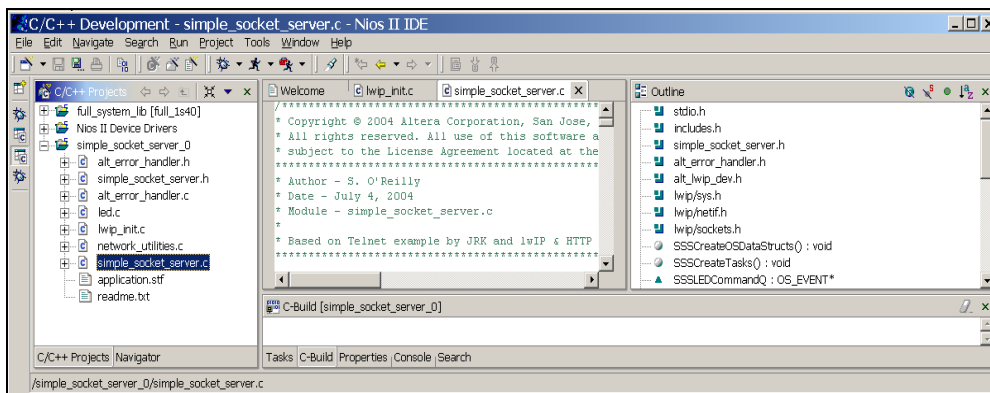 C/C++ Development - simple_socket_server.c - Nios II IDE
File Edit Navigate Search Run Project Tools Window Help
C/C++ Projects
full_system_lib [full_1s40]
Nios II Device Drivers
simple_socket_server_0
alt_error_handler.h
simple_socket_server.h
alt_error_handler.c
led.c
lwip_init.c
network_utilities.c
simple_socket_server.c
application.stf
readme.txt
C/C++ Projects Navigator
Welcome lwip_init.c simple_socket_server.c
/******************************************
* Copyright © 2004 Altera Corporation, San Jose,
* All rights reserved. All use of this software a
* subject to the License Agreement located at the
******************************************
* Author - S. O'Reilly
* Date - July 4, 2004
* Module - simple_socket_server.c
*
* Based on Telnet example by JRK and lwIP & HTTP
******************************************
Outline
stdio.h
includes.h
simple_socket_server.h
alt_error_handler.h
alt_lwip_dev.h
lwip/sys.h
lwip/netif.h
lwip/sockets.h
SSSCreateOSDataStructs() : void
SSSCreateTasks() : void
SSSLEDCommandQ : OS_EVENT*
C-Build [simple_socket_server_0]
Tasks C-Build Properties Console Search
/simple_socket_server_0/simple_socket_server.c